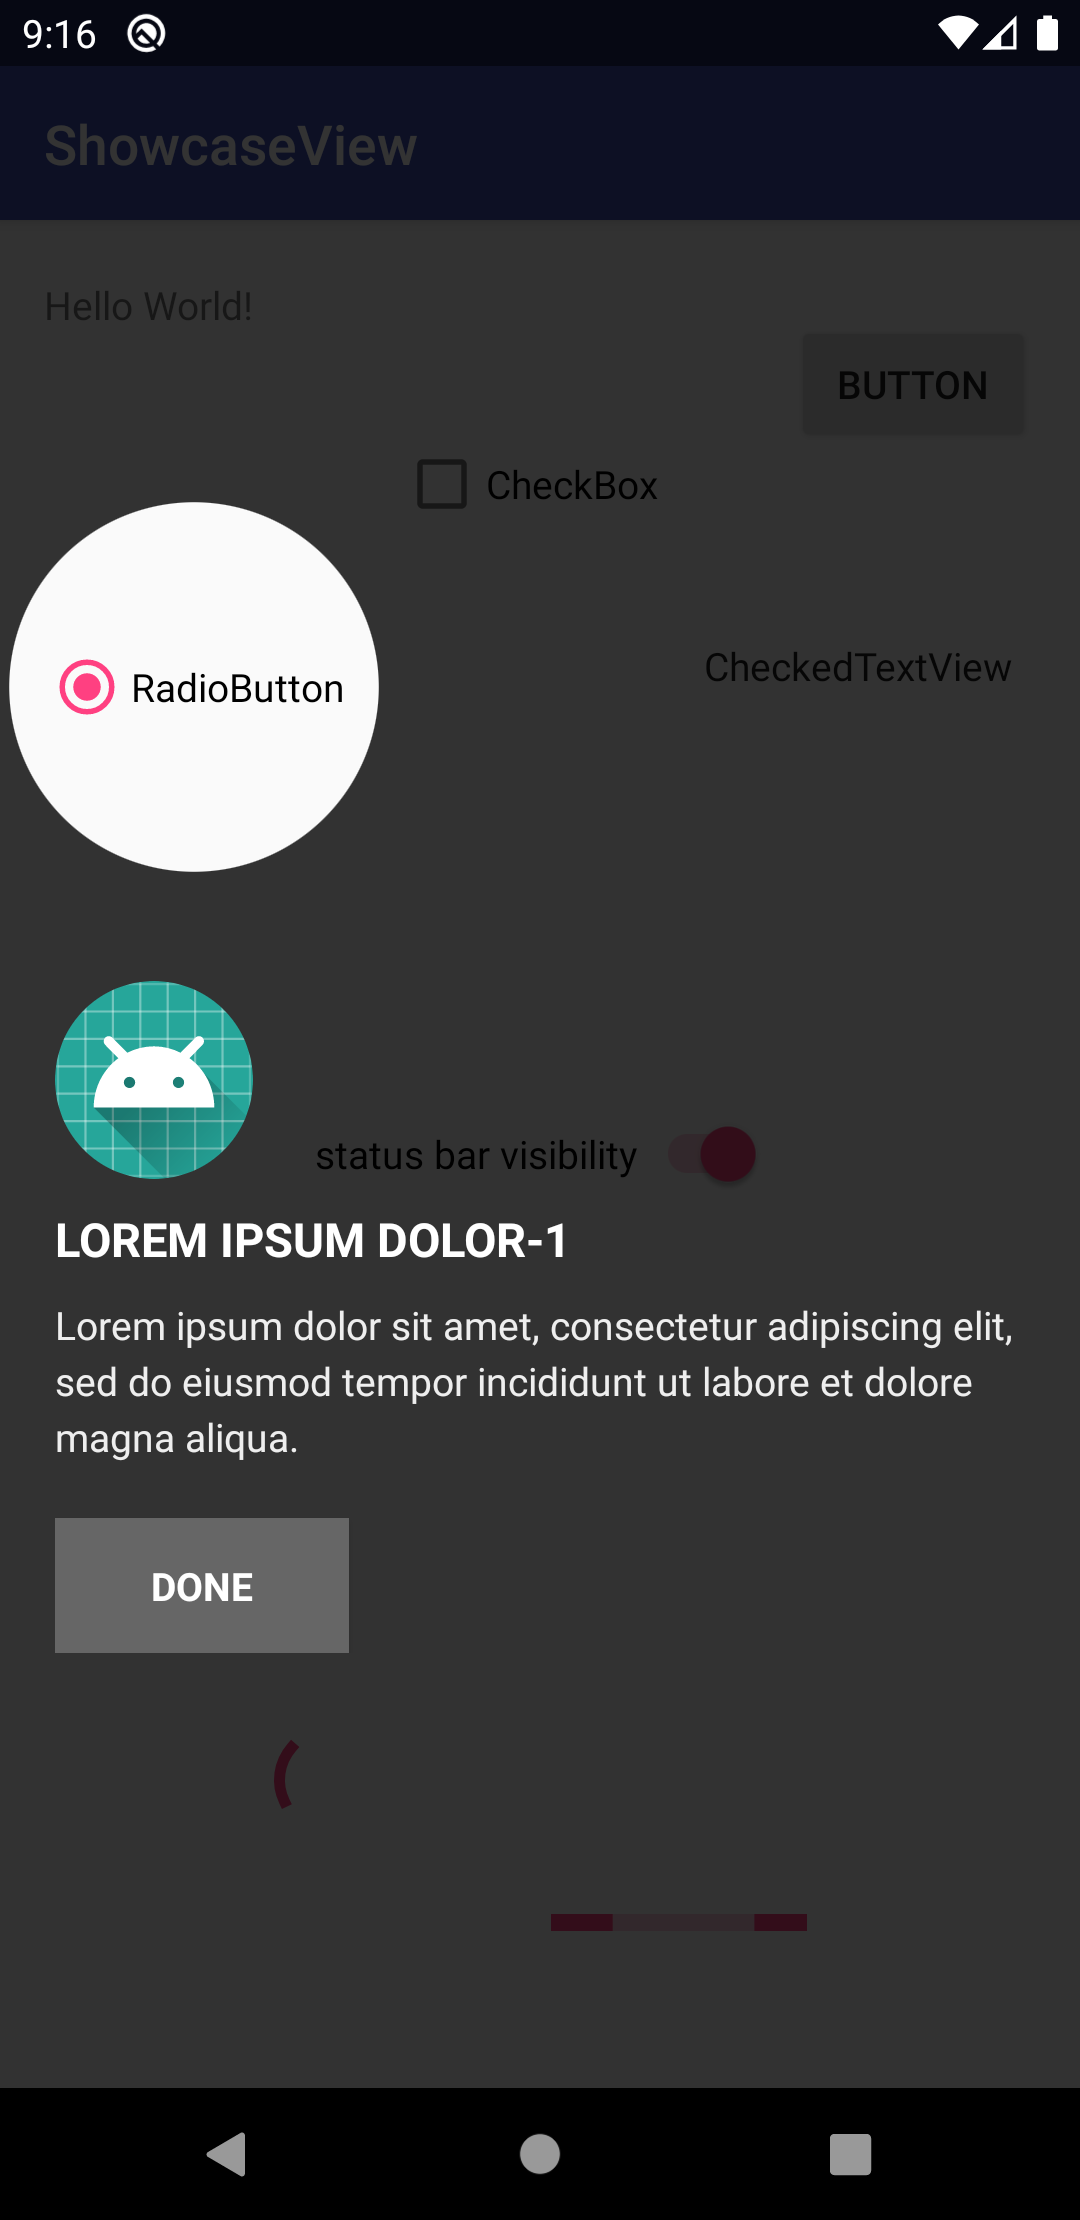 9:16
ShowcaseView
Hello World!
BUTTON
CheckBox
RadioButton
CheckedTextView
status bar visibility
LOREM IPSUM DOLOR-1
Lorem ipsum dolor sit amet, consectetur adipiscing elit,
sed do eiusmod tempor incididunt ut labore et dolore
magna aliqua.
DONE